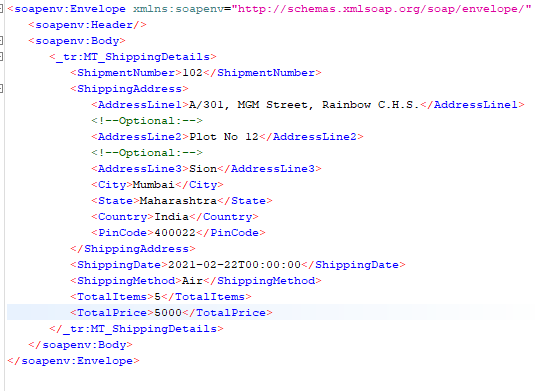 <soapenv:Envelope xmlns:soapenv="http://schemas.xmlsoap.org/soap/envelope/"
<soapenv:Header/>
<soapenv:Body>
<_tr:MT_ShippingDetails>
<ShipmentNumber>102</ShipmentNumber>
<ShippingAddress>
<AddressLine1>A/301, MGM Street, Rainbow C.H.S.</AddressLine1>
<!--Optional:-->
<AddressLine2>Plot No 12</AddressLine2>
<!--Optional:-->
<AddressLine3>Sion</AddressLine3>
<City>Mumbai</City>
<State>Maharashtra</State>
<Country>India</Country>
<PinCode>400022</PinCode>
</ShippingAddress>
<ShippingDate>2021-02-22T00:00:00</ShippingDate>
<ShippingMethod>Air</ShippingMethod>
<TotalItems>5</TotalItems>
<TotalPrice>5000</TotalPrice>
</_tr:MT_ShippingDetails>
</soapenv:Body>
</soapenv:Envelope>